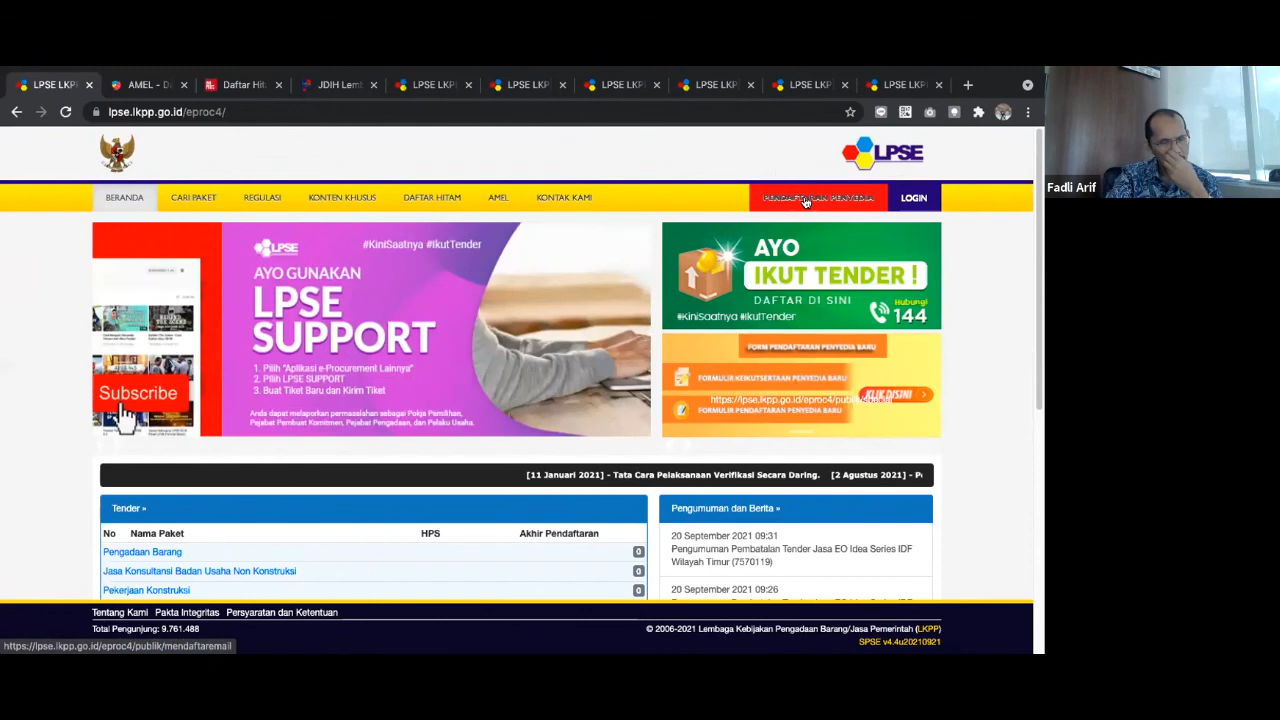 LPSE LKP
AMEL - D
Daftar Hit
JDIH Lem
LPSE LKP
LPSE LKP
LPSE LKP
LPSE LKP
LPSE LKP
LPSE LKP
lpse.lkpp.go.id/eproc4/
LPSE
BERANDA
CARI PAKET
REGULASI
KONTEN KHUSUS
DAFTAR HITAM
AMEL
KONTAK KAMI
PENDAFTARAN PENYEDIA
LOGIN
Subscribe
LPSE
#KiniSaatnya #IkutTender
AYO GUNAKAN
LPSE
SUPPORT
1. Pilih "Aplikasi e-Procurement Lainnya"
2. Pilih LPSE SUPPORT
3. Buat Tiket Baru dan Kirim Tiket
Anda dapat melaporkan permasalahan sebagai Pokja Pemilihan,
Pejabat Pembuat Komitmen, Pejabat Pengadaan, dan Pelaku Usaha.
AYO
IKUT TENDER !
DAFTAR DI SINI
#KiniSaatnya #IkutTender
Hubungi
144
FORM PENDAFTARAN PENYEDIA BARU
FORMULIR KEIKUTSERTAAN PENYEDIA BARU
KLIK DISINI
FORMULIR PENDAFTARAN PENYEDIA BARU
[11 Januari 2021] - Tata Cara Pelaksanaan Verifikasi Secara Daring. [2 Agustus 2021] - P
Tender »
No Nama Paket HPS Akhir Pendaftaran
Pengadaan Barang 0
Jasa Konsultansi Badan Usaha Non Konstruksi 0
Pekerjaan Konstruksi 0
Pengumuman dan Berita »
20 September 2021 09:31
Pengumuman Pembatalan Tender Jasa EO Idea Series IDF
Wilayah Timur (7570119)
20 September 2021 09:26
Tentang Kami Pakta Integritas Persyaratan dan Ketentuan
Total Pengunjung: 9.761.488
© 2006-2021 Lembaga Kebijakan Pengadaan Barang/Jasa Pemerintah (LKPP)
SPSE v4.4u20210921
https://lpse.lkpp.go.id/eproc4/publik/mendaftaremail
Fadli Arif